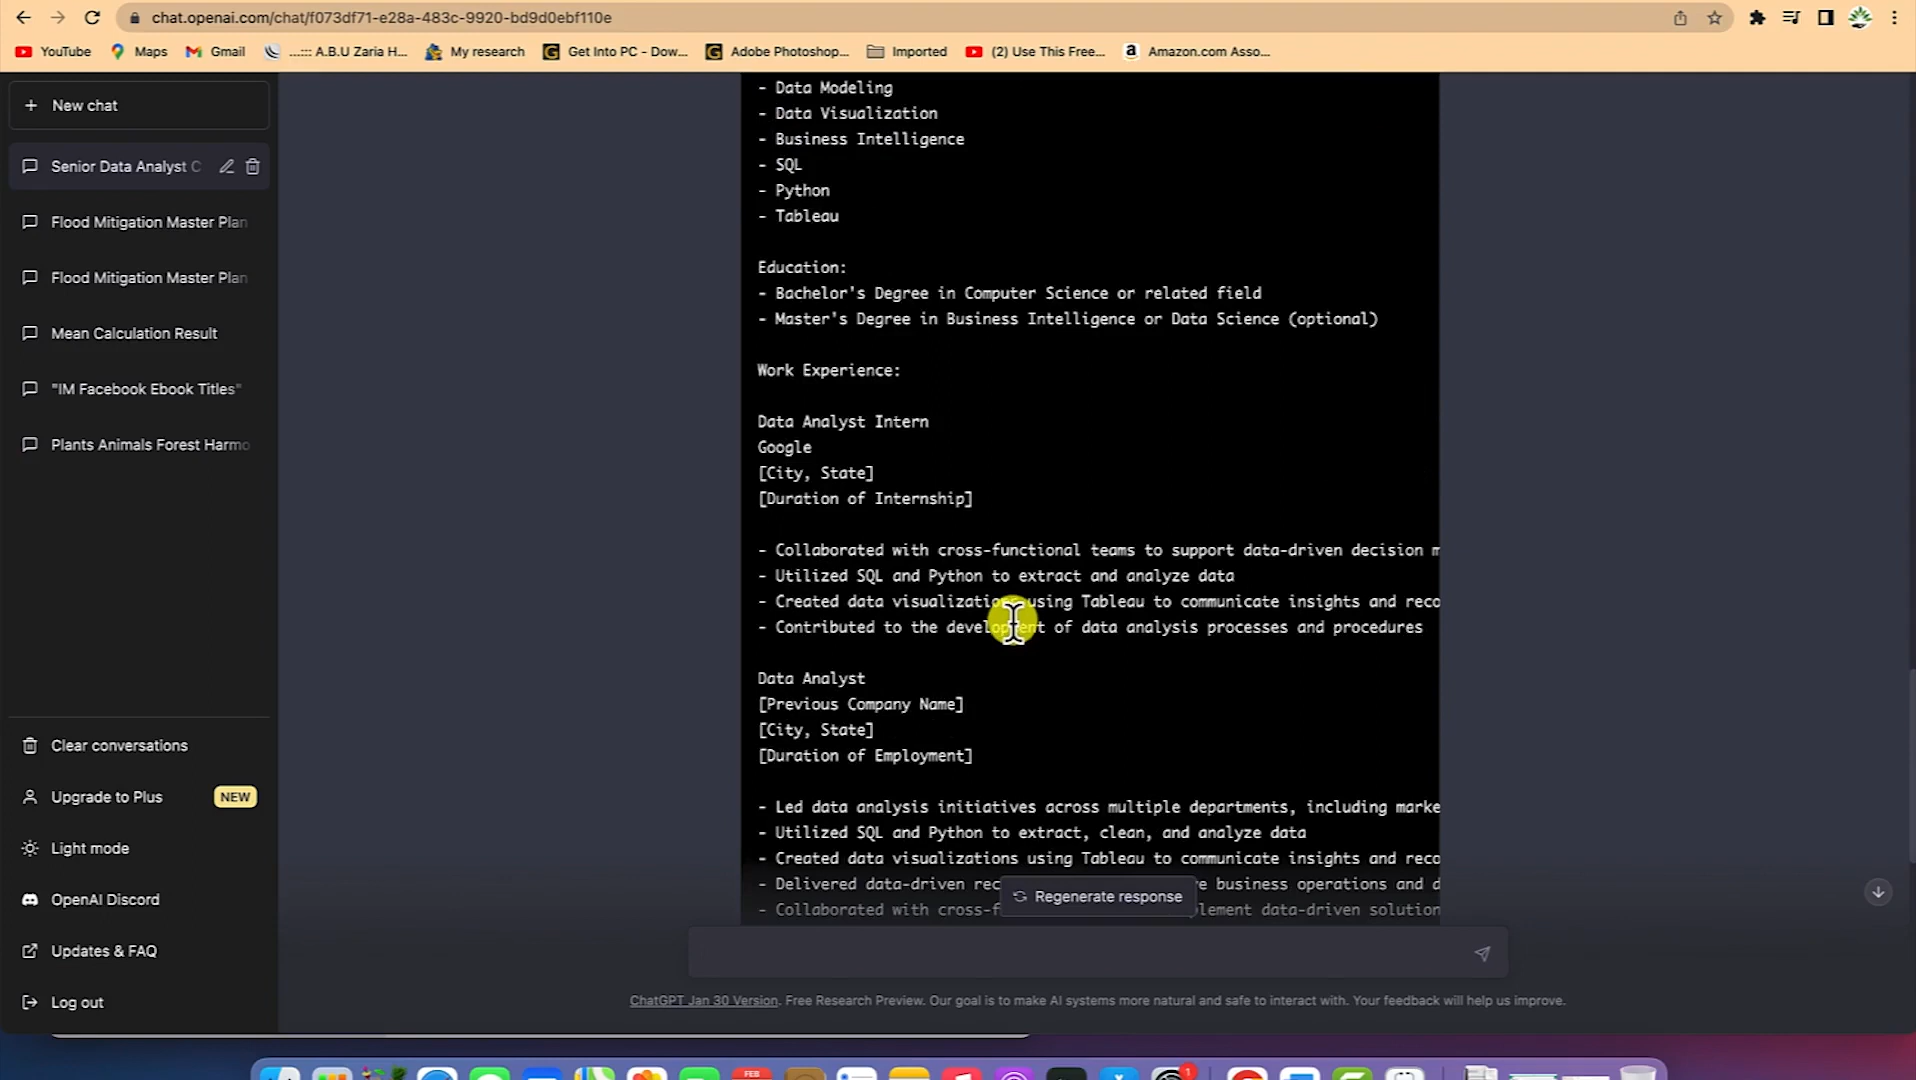 chat.openai.com/chat/f073df71-e28a-483c-9920-bd9d0ebf110e
YouTube
Maps
Gmail
...::: A.B.U Zaria H...
My research
Get Into PC - Dow...
Adobe Photoshop...
Imported
(2) Use This Free...
Amazon.com Asso...
+ New chat
Senior Data Analyst C
Flood Mitigation Master Plan
Flood Mitigation Master Plan
Mean Calculation Result
"IM Facebook Ebook Titles"
Plants Animals Forest Harmo
Clear conversations
Upgrade to Plus NEW
Light mode
OpenAI Discord
Updates & FAQ
Log out
- Data Modeling
- Data Visualization
- Business Intelligence
- SQL
- Python
- Tableau
Education:
- Bachelor's Degree in Computer Science or related field
- Master's Degree in Business Intelligence or Data Science (optional)
Work Experience:
Data Analyst Intern
Google
[City, State]
[Duration of Internship]
- Collaborated with cross-functional teams to support data-driven decision m
- Utilized SQL and Python to extract and analyze data
- Created data visualizations using Tableau to communicate insights and reco
- Contributed to the development of data analysis processes and procedures
Data Analyst
[Previous Company Name]
[City, State]
[Duration of Employment]
- Led data analysis initiatives across multiple departments, including marke
- Utilized SQL and Python to extract, clean, and analyze data
- Created data visualizations using Tableau to communicate insights and reco
- Delivered data-driven rec e business operations and d
- Collaborated with cross-f lement data-driven solution
Regenerate response
ChatGPT Jan 30 Version. Free Research Preview. Our goal is to make AI systems more natural and safe to interact with. Your feedback will help us improve.
FEB
1